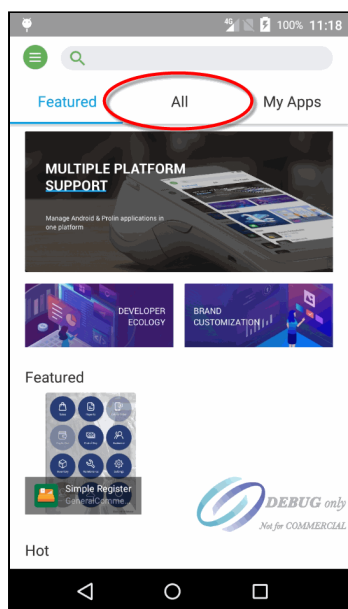 4G 100% 11:18
Featured All My Apps
MULTIPLE PLATFORM
SUPPORT
Manage Android & Prolin applications in
one platform
DEVELOPER
ECOLOGY
BRAND
CUSTOMIZATION
Featured
Simple Register
GeneralComme...
DEBUG only
Not for COMMERCIAL
Hot